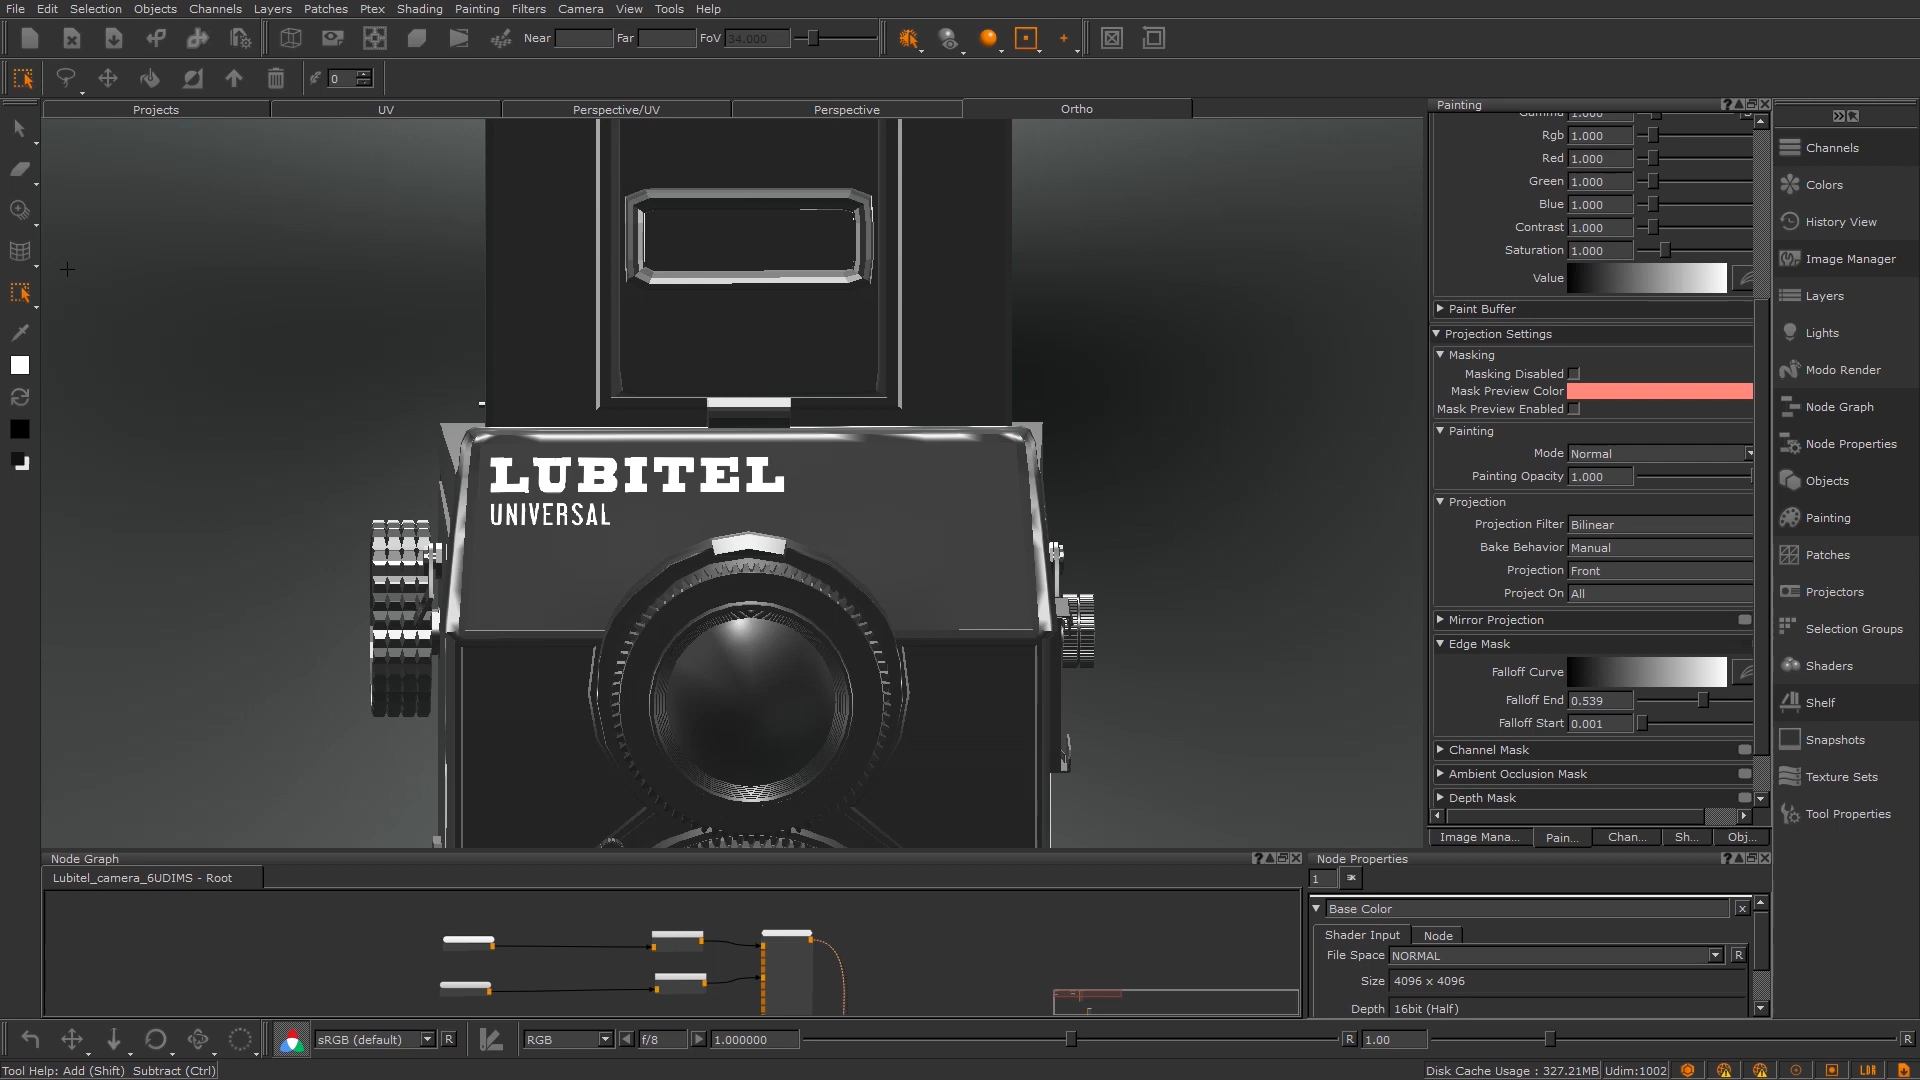 File Edit Selection Objects Channels Layers Patches Ptex Shading Painting Filters Camera View Tools Help
Near Far FoV 34.000
0
Projects UV Perspective/UV Perspective Ortho
LUBITEL
UNIVERSAL
Painting
Gamma 1.000
Rgb 1.000
Red 1.000
Green 1.000
Blue 1.000
Contrast 1.000
Saturation 1.000
Value
Paint Buffer
Projection Settings
Masking
Masking Disabled
Mask Preview Color
Mask Preview Enabled
Painting
Mode Normal
Painting Opacity 1.000
Projection
Projection Filter Bilinear
Bake Behavior Manual
Projection Front
Project On All
Mirror Projection
Edge Mask
Falloff Curve
Falloff End 0.539
Falloff Start 0.001
Channel Mask
Ambient Occlusion Mask
Depth Mask
Image Mana... Pain... Chan... Sh... Obj...
Channels
Colors
History View
Image Manager
Layers
Lights
Modo Render
Node Graph
Node Properties
Objects
Painting
Patches
Projectors
Selection Groups
Shaders
Shelf
Snapshots
Texture Sets
Tool Properties
Node Graph
Lubitel_camera_6UDIMS - Root
Node Properties
1
Base Color
Shader Input Node
File Space NORMAL R
Size 4096 x 4096
Depth 16bit (Half)
sRGB (default) R RGB f/8 1.000000 R 1.00 R
Tool Help: Add (Shift) Subtract (Ctrl)
Disk Cache Usage : 327.21MB Udim:1002 LDR